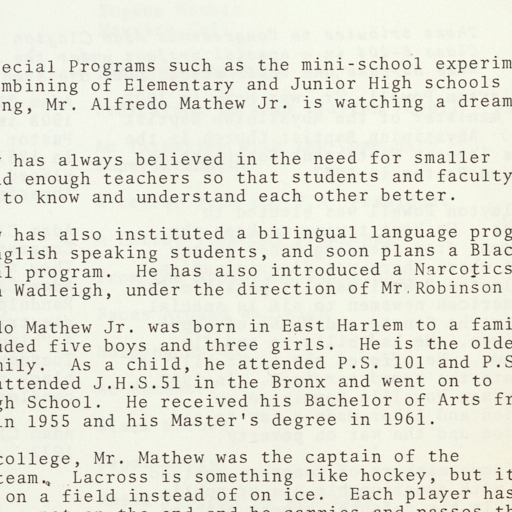 ecial Programs such as the mini-school experim
mbining of Elementary and Junior High schools
ng, Mr. Alfredo Mathew Jr. is watching a dream
has always believed in the need for smaller
d enough teachers so that students and faculty
to know and understand each other better.
has also instituted a bilingual language prog
nglish speaking students, and soon plans a Blac
al program. He has also introduced a Narcotics
Wadleigh, under the direction of Mr. Robinson
do Mathew Jr. was born in East Harlem to a fami
uded five boys and three girls. He is the olde
mily. As a child, he attended P.S. 101 and P.S
attended J.H.S.51 in the Bronx and went on to
gh School. He received his Bachelor of Arts fr
in 1955 and his Master's degree in 1961.
college, Mr. Mathew was the captain of the
team., Lacross is something like hockey, but it
on a field instead of on ice. Each player has